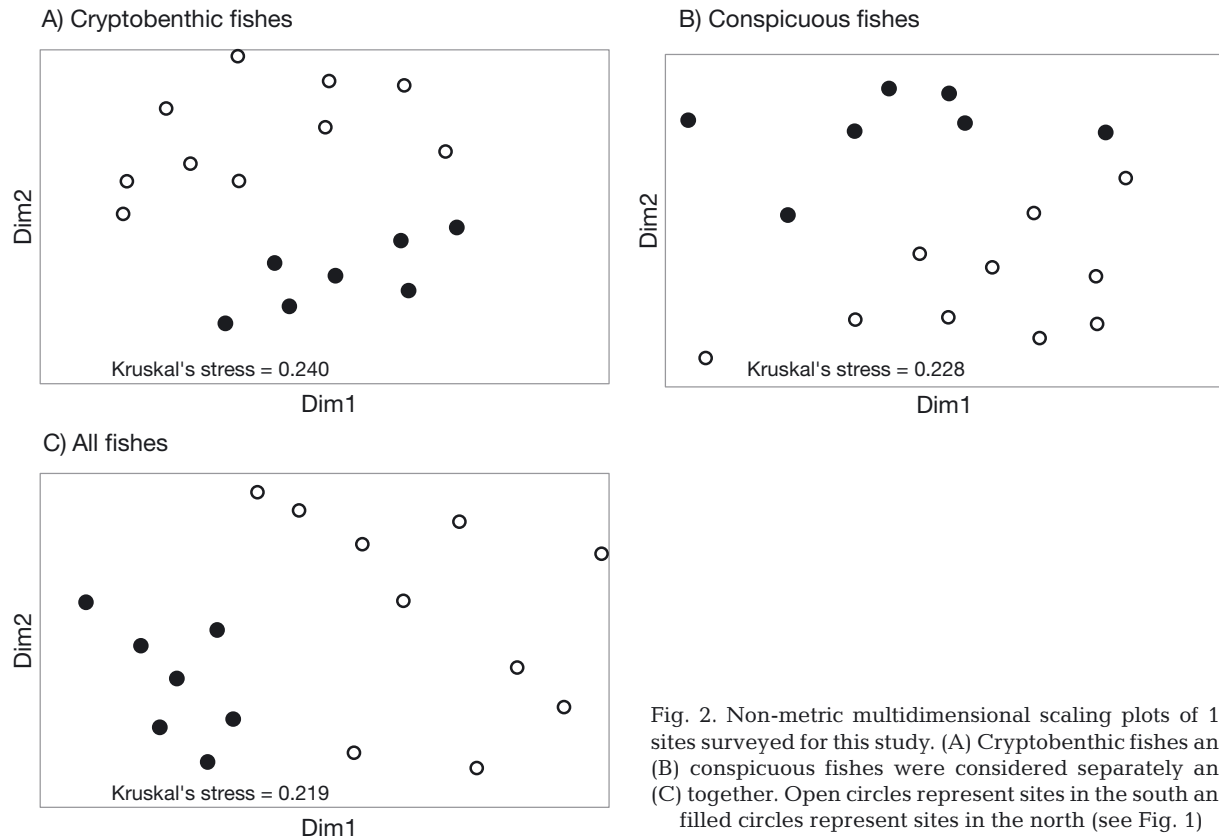 A) Cryptobenthic fishes
Dim2
Kruskal's stress = 0.240
Dim1
B) Conspicuous fishes
Dim2
Kruskal's stress = 0.228
Dim1
C) All fishes
Dim2
Kruskal's stress = 0.219
Dim1
Fig. 2. Non-metric multidimensional scaling plots of 1
sites surveyed for this study. (A) Cryptobenthic fishes an
(B) conspicuous fishes were considered separately an
(C) together. Open circles represent sites in the south an
filled circles represent sites in the north (see Fig. 1)